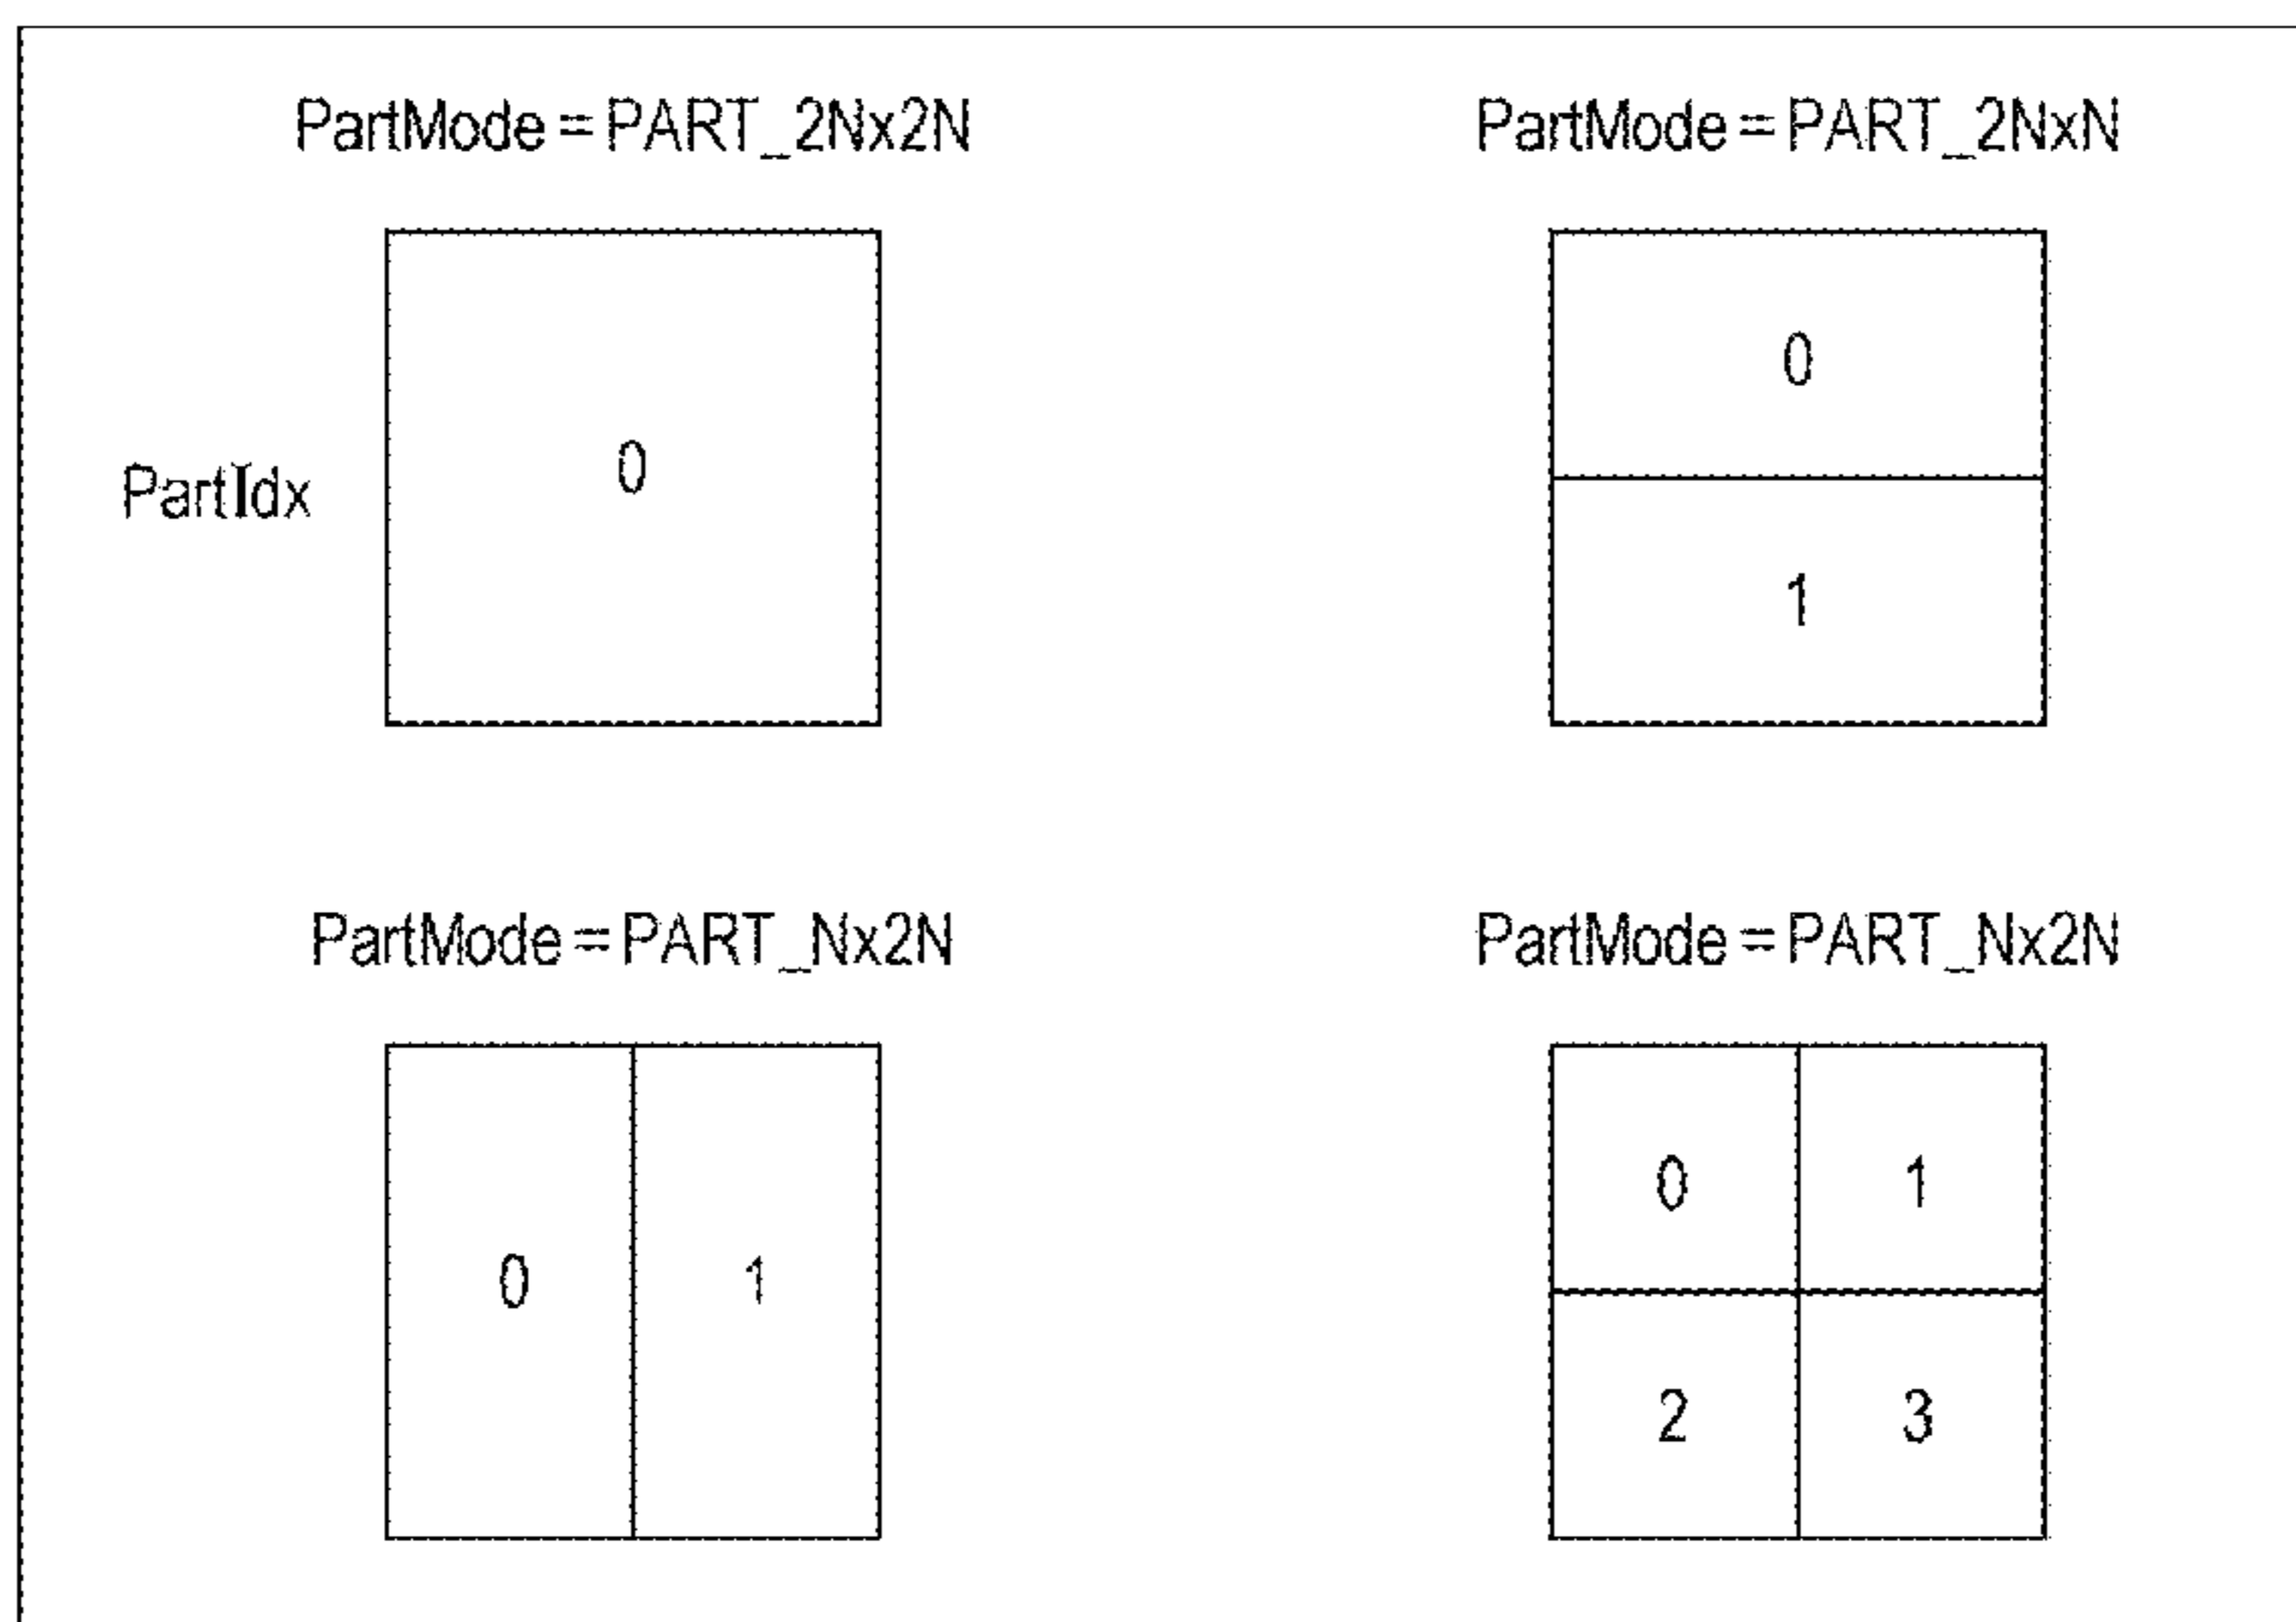 PartMode = PART_2Nx2N
PartMode = PART_2NxN
PartIdx
0
0
1
PartMode = PART_Nx2N
PartMode = PART_Nx2N
0 1
0 1
2 3